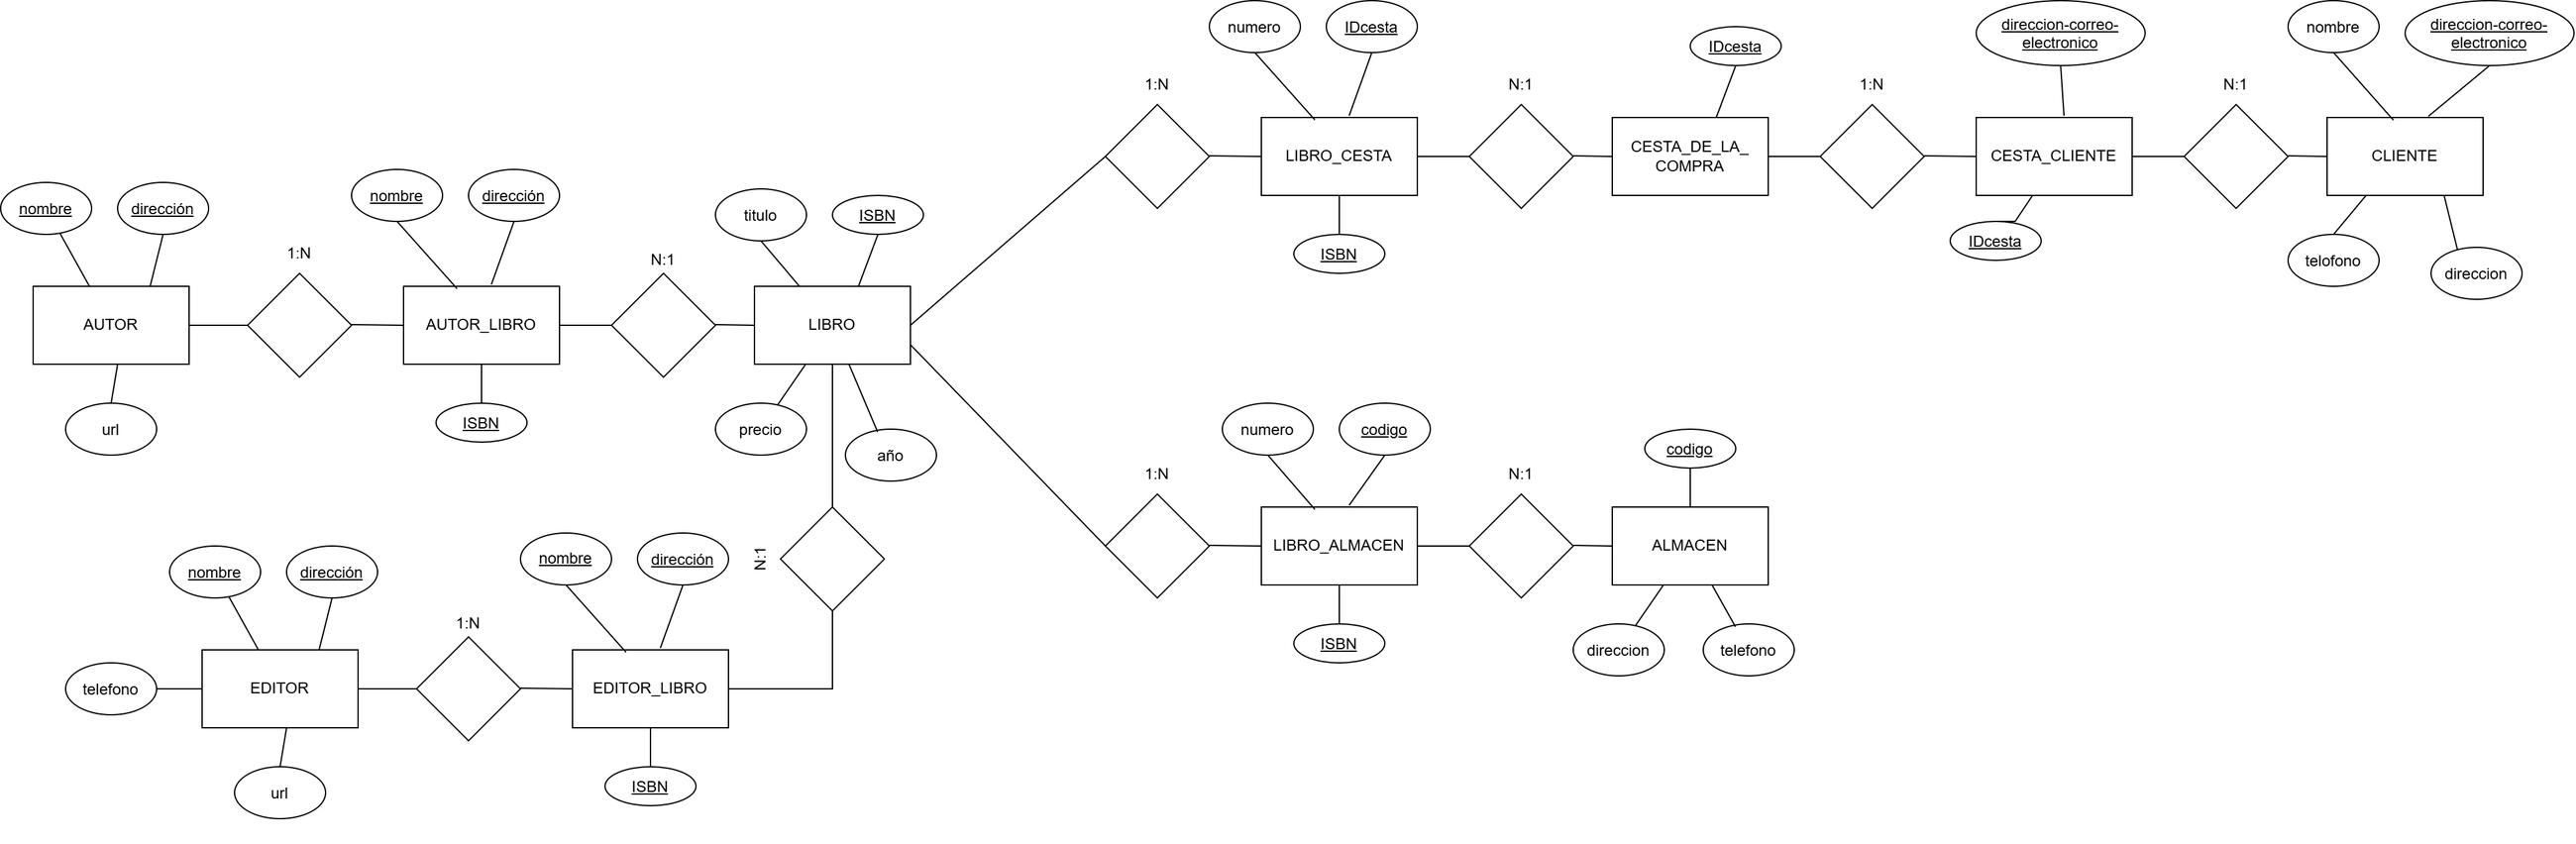 numero
IDcesta
direccion-correo-
electronico
nombre
direccion-correo-
electronico
IDcesta
1:N
N:1
1:N
N:1
LIBRO_CESTA
CESTA_DE_LA_
COMPRA
CESTA_CLIENTE
CLIENTE
ISBN
IDcesta
telofono
direccion
nombre
dirección
nombre
dirección
titulo
ISBN
1:N
N:1
AUTOR
AUTOR_LIBRO
LIBRO
url
ISBN
precio
año
numero
codigo
codigo
1:N
N:1
LIBRO_ALMACEN
ALMACEN
ISBN
direccion
telefono
nombre
dirección
nombre
dirección
N:1
1:N
telefono
EDITOR
EDITOR_LIBRO
url
ISBN